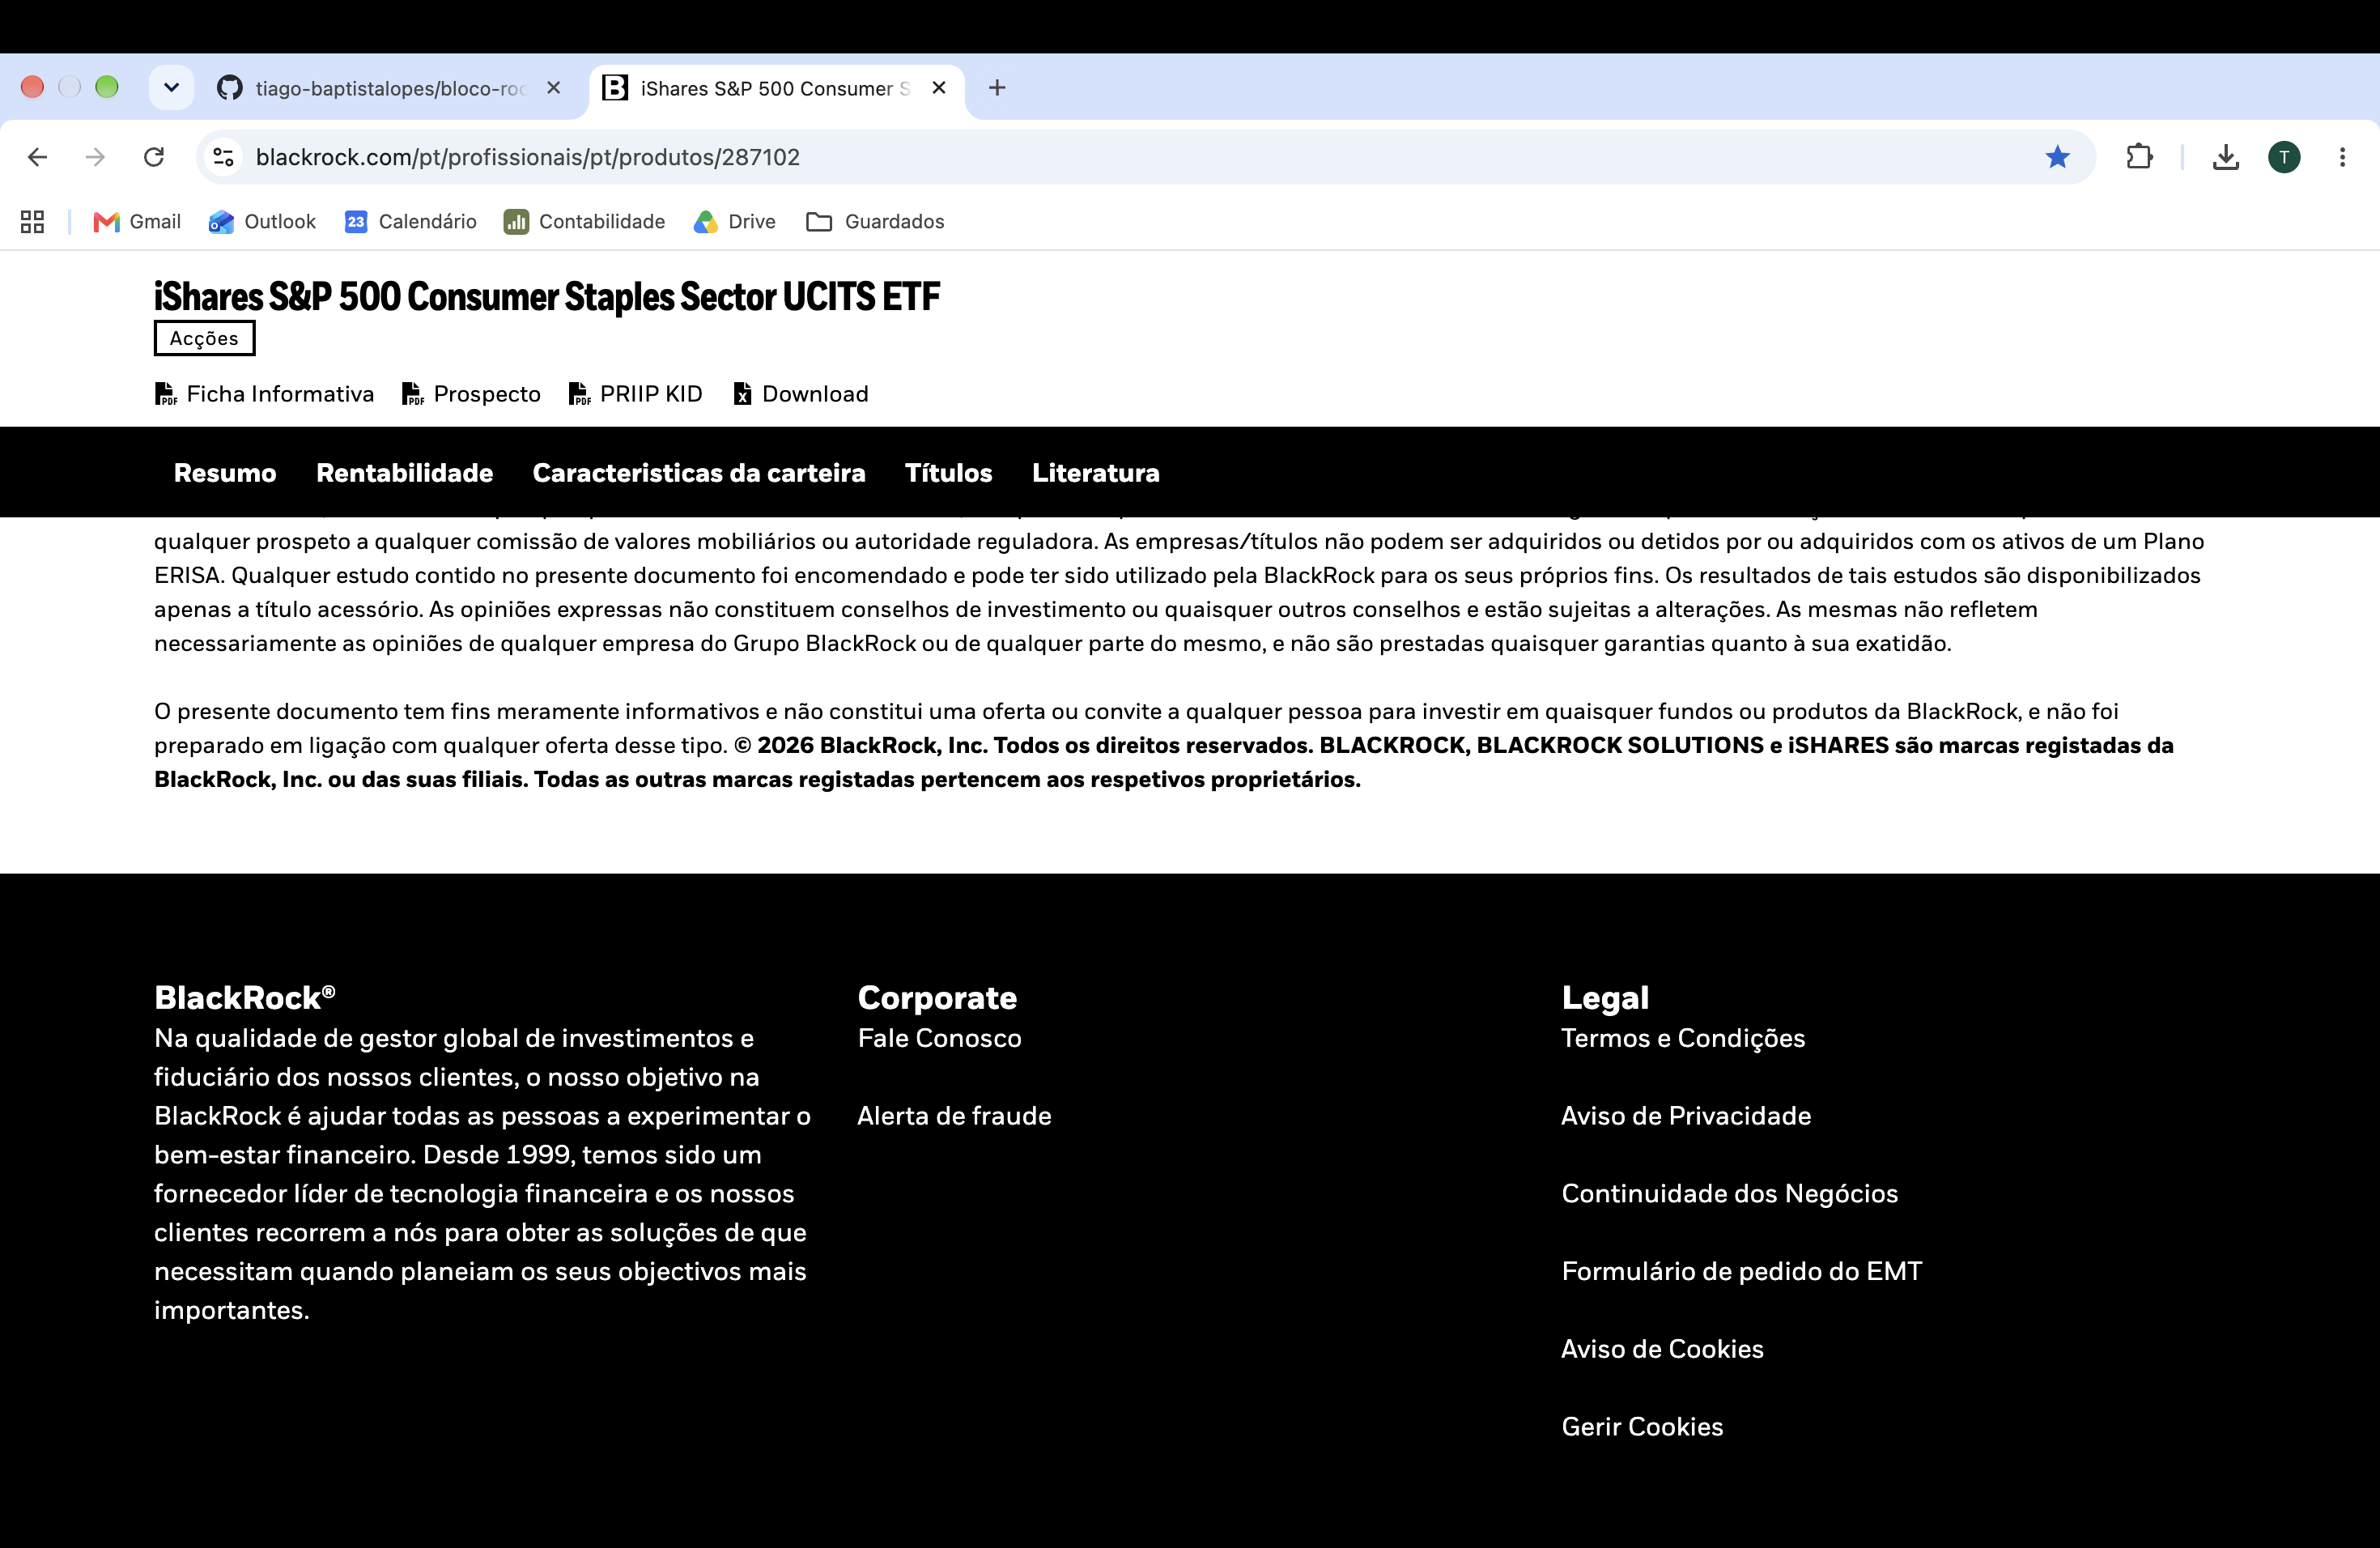 tiago-baptistalopes/bloco-roc
iShares S&P 500 Consumer S
blackrock.com/pt/profissionais/pt/produtos/287102
T
Gmail
Outlook
23
Calendário
Contabilidade
Drive
Guardados
iShares S&P 500 Consumer Staples Sector UCITS ETF
Acções
PDF Ficha Informativa
PDF Prospecto
PDF PRIIP KID
X Download
Resumo
Rentabilidade
Caracteristicas da carteira
Títulos
Literatura
qualquer prospeto a qualquer comissão de valores mobiliários ou autoridade reguladora. As empresas/títulos não podem ser adquiridos ou detidos por ou adquiridos com os ativos de um Plano
ERISA. Qualquer estudo contido no presente documento foi encomendado e pode ter sido utilizado pela BlackRock para os seus próprios fins. Os resultados de tais estudos são disponibilizados
apenas a título acessório. As opiniões expressas não constituem conselhos de investimento ou quaisquer outros conselhos e estão sujeitas a alterações. As mesmas não refletem
necessariamente as opiniões de qualquer empresa do Grupo BlackRock ou de qualquer parte do mesmo, e não são prestadas quaisquer garantias quanto à sua exatidão.
O presente documento tem fins meramente informativos e não constitui uma oferta ou convite a qualquer pessoa para investir em quaisquer fundos ou produtos da BlackRock, e não foi
preparado em ligação com qualquer oferta desse tipo. © 2026 BlackRock, Inc. Todos os direitos reservados. BLACKROCK, BLACKROCK SOLUTIONS e iSHARES são marcas registadas da
BlackRock, Inc. ou das suas filiais. Todas as outras marcas registadas pertencem aos respetivos proprietários.
BlackRock®
Na qualidade de gestor global de investimentos e
fiduciário dos nossos clientes, o nosso objetivo na
BlackRock é ajudar todas as pessoas a experimentar o
bem-estar financeiro. Desde 1999, temos sido um
fornecedor líder de tecnologia financeira e os nossos
clientes recorrem a nós para obter as soluções de que
necessitam quando planeiam os seus objectivos mais
importantes.
Corporate
Fale Conosco
Alerta de fraude
Legal
Termos e Condições
Aviso de Privacidade
Continuidade dos Negócios
Formulário de pedido do EMT
Aviso de Cookies
Gerir Cookies